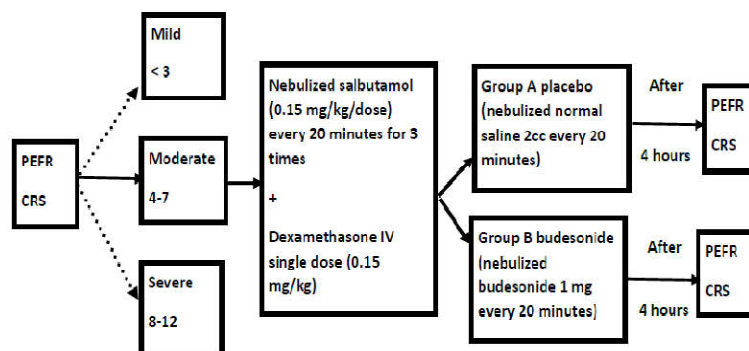 PEFR
CRS
Mild
< 3
Moderate
4-7
Severe
8-12
Nebulized salbutamol
(0.15 mg/kg/dose)
every 20 minutes for 3
times
+
Dexamethasone IV
single dose (0.15
mg/kg)
Group A placebo
(nebulized normal
saline 2cc every 20
minutes)
After
4 hours
PEFR
CRS
Group B budesonide
(nebulized
budesonide 1 mg
every 20 minutes)
After
4 hours
PEFR
CRS